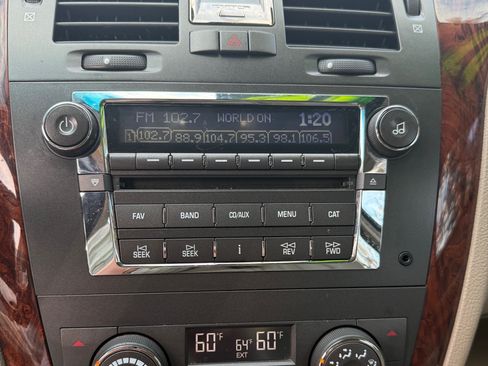 FM 102.7 WORLD ON 1:20
1 102.7 88.9 104.7 95.3 98.1 106.5
FAV BAND CD/AUX MENU CAT
SEEK SEEK i REV FWD
60°F 64°F EXT 60°F